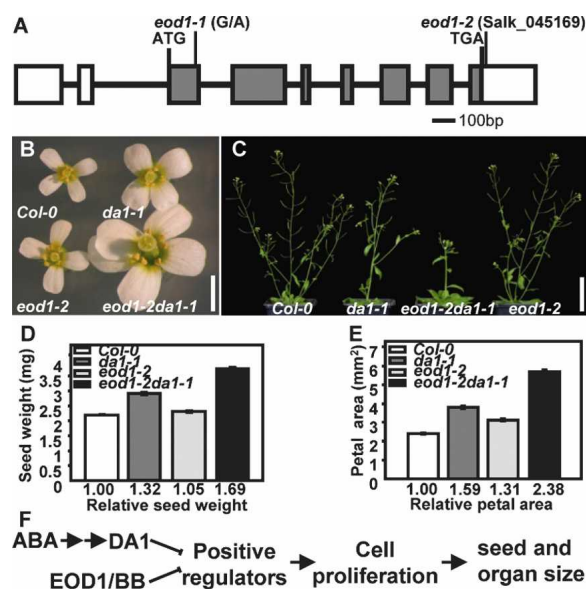 A
eod1-1 (G/A)
eod1-2 (Salk_045169)
ATG
TGA
100bp
B
Col-0
da1-1
eod1-2
eod1-2da1-1
C
Col-0
da1-1
eod1-2da1-1
eod1-2
D
Seed weight (mg)
4
3.5
2.5
1.5
0.5
0
Col-0
da1-1
eod1-2
eod1-2da1-1
1.00 1.32 1.05 1.69
Relative seed weight
E
Petal area (mm²)
7
6
5
4
3
2
1
0
Col-0
da1-1
eod1-2
eod1-2da1-1
1.00 1.59 1.31 2.38
Relative petal area
F
ABA
DA1
EOD1/BB
Positive
regulators
Cell
proliferation
seed and
organ size